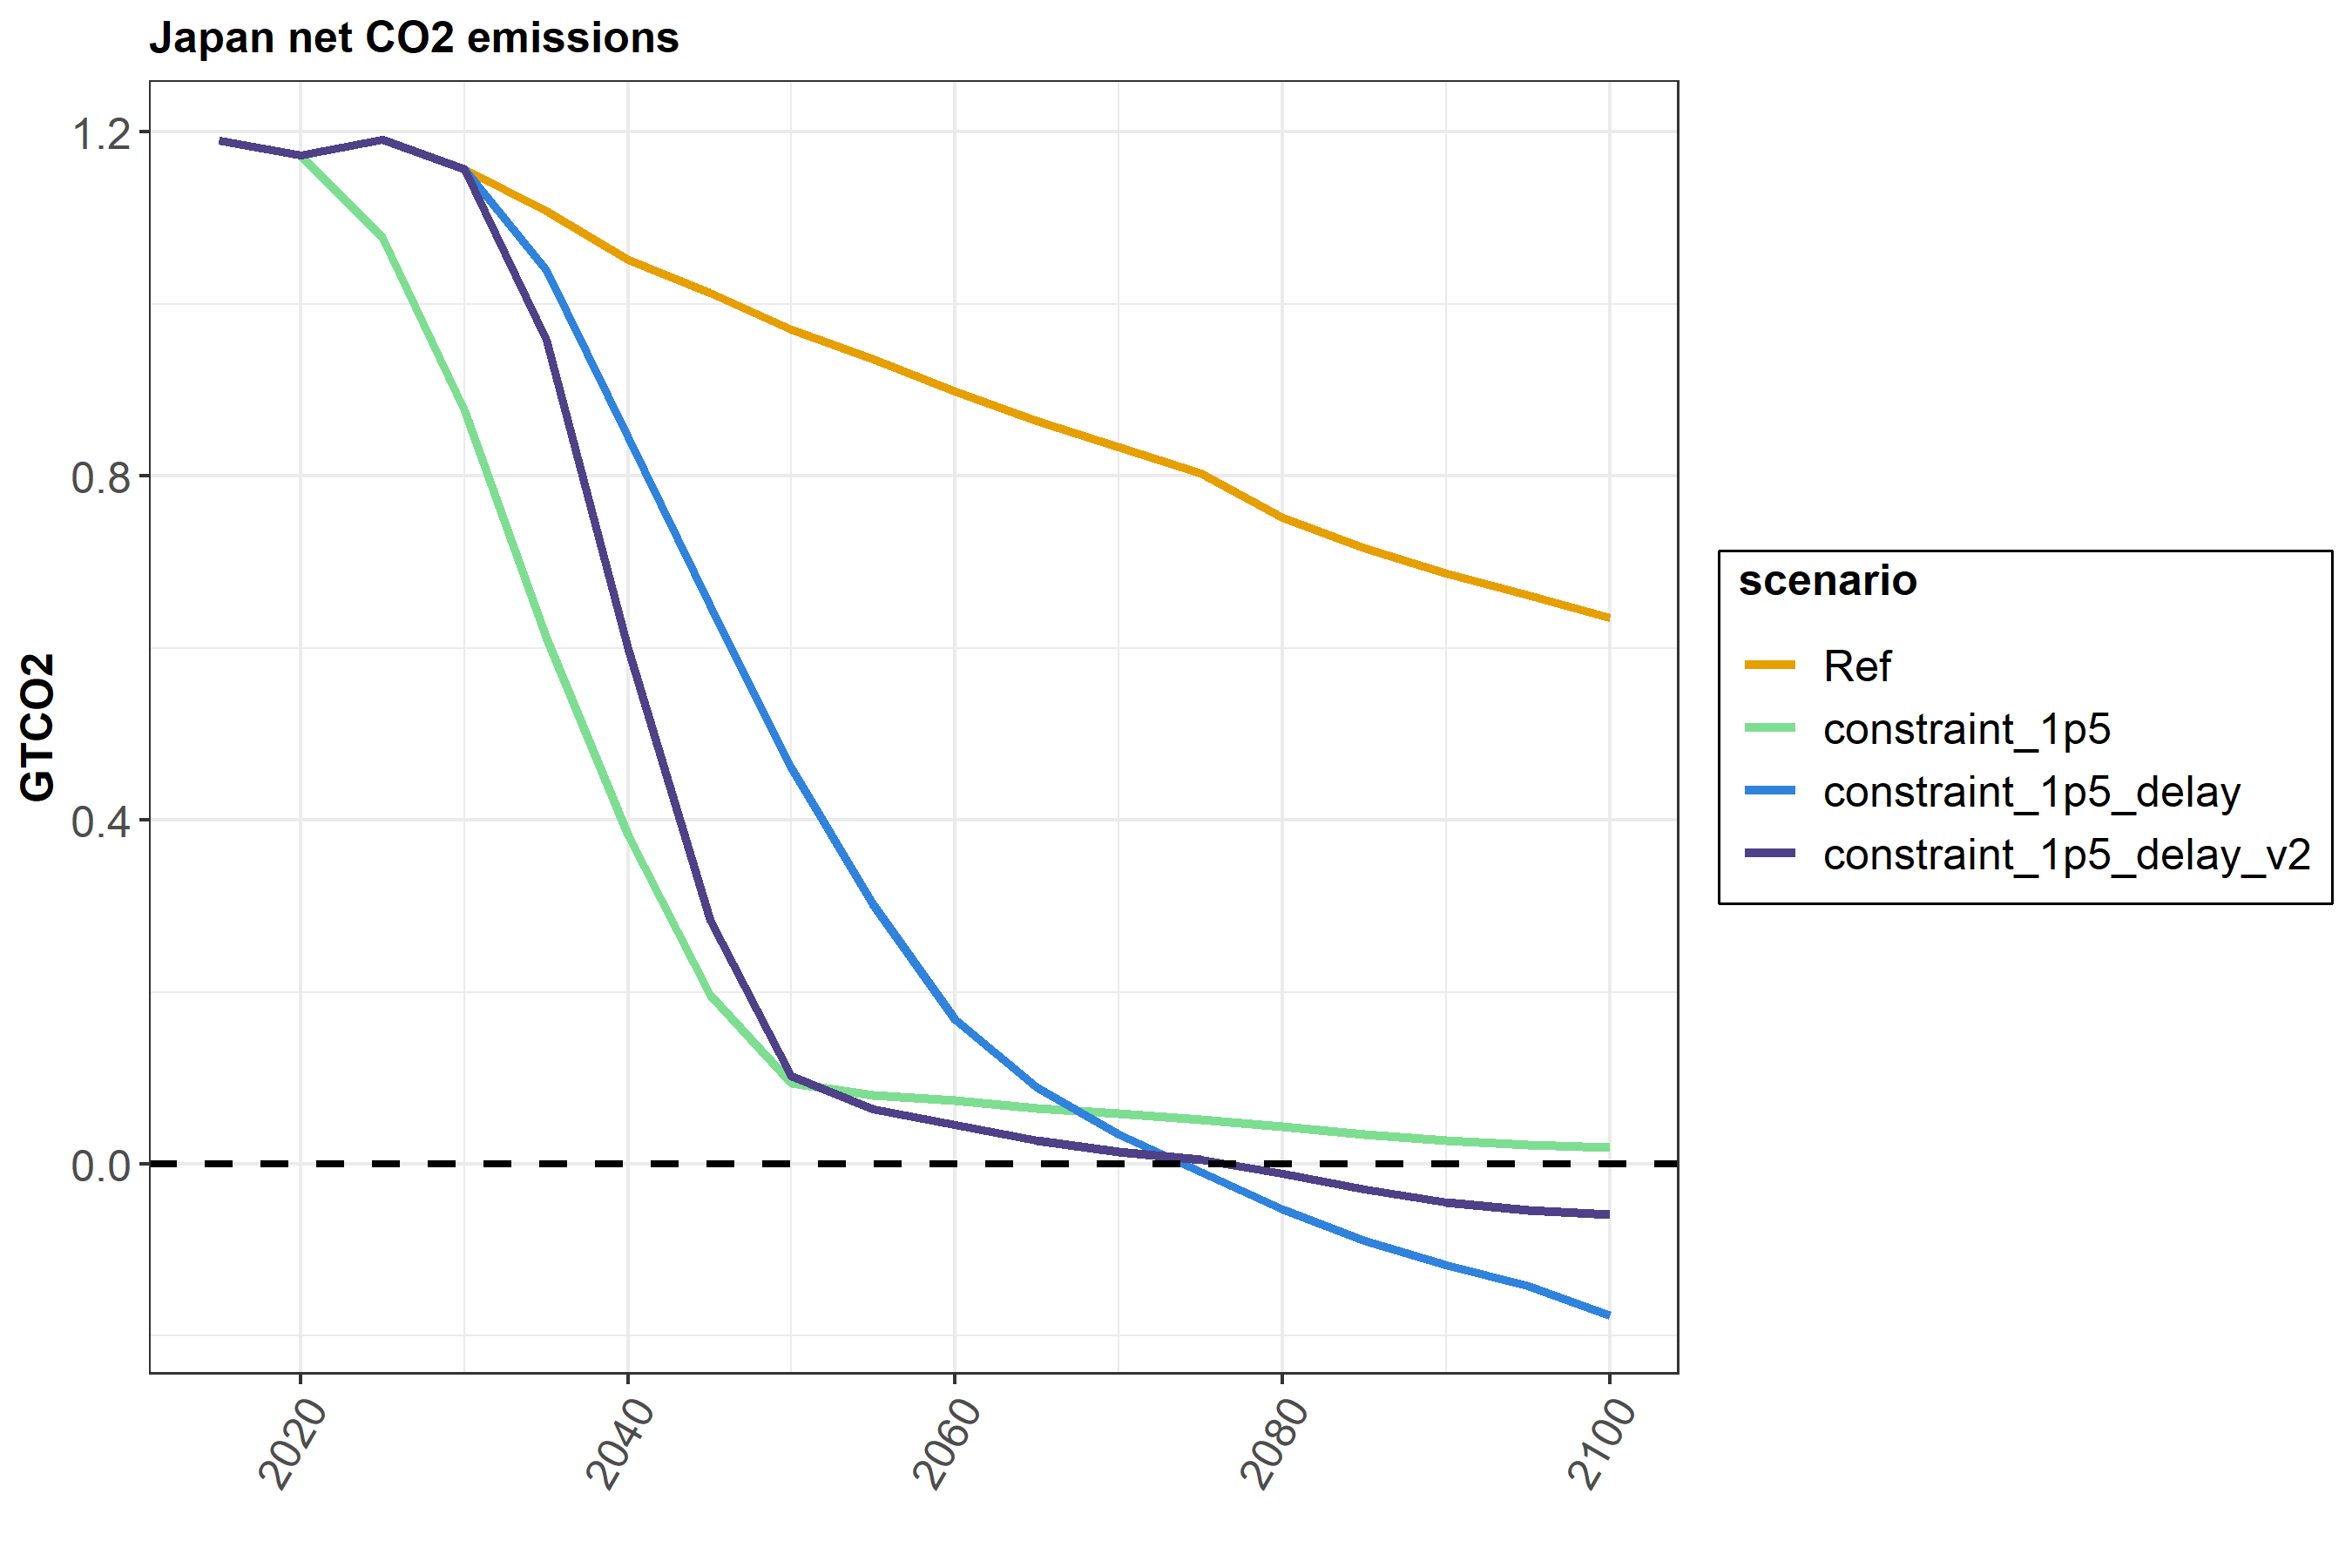 Japan net CO2 emissions
GTCO2
1.2
0.8
0.4
0.0
2020
2040
2060
2080
2100
scenario
Ref
constraint_1p5
constraint_1p5_delay
constraint_1p5_delay_v2